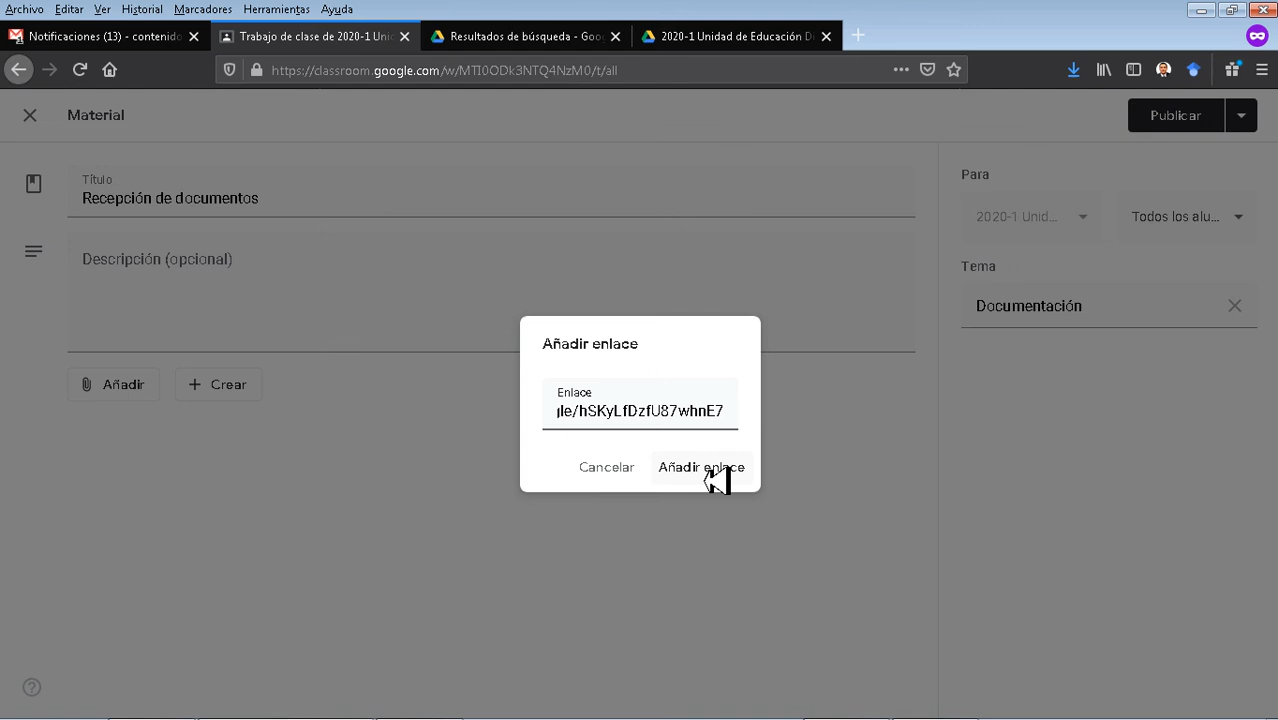 Archivo Editar Ver Historial Marcadores Herramientas Ayuda
Notificaciones (13) - contenido
Trabajo de clase de 2020-1 Unid
Resultados de búsqueda - Goo
2020-1 Unidad de Educación Di
https://classroom.google.com/w/MTI0ODk3NTQ4NzM0/t/all
Material
Publicar
Título
Recepción de documentos
Descripción (opcional)
Añadir
Crear
Para
2020-1 Unid...
Todos los alu...
Tema
Documentación
Añadir enlace
Enlace
gle/hSKyLfDzfU87whnE7
Cancelar
Añadir enlace